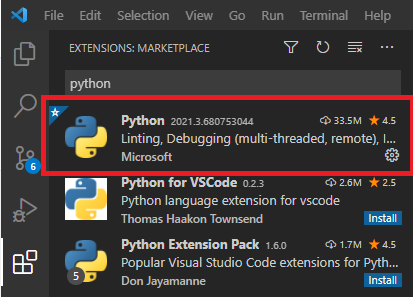 File Edit Selection View Go Run Terminal Help
EXTENSIONS: MARKETPLACE
python
Python 2021.3.680753044 33.5M 4.5
Linting, Debugging (multi-threaded, remote), I...
Microsoft
Python for VSCode 0.2.3 2.6M 2.5
Python language extension for vscode
Thomas Haakon Townsend Install
Python Extension Pack 1.6.0 1.7M 4.5
Popular Visual Studio Code extensions for Pyth...
Don Jayamanne Install
6
5